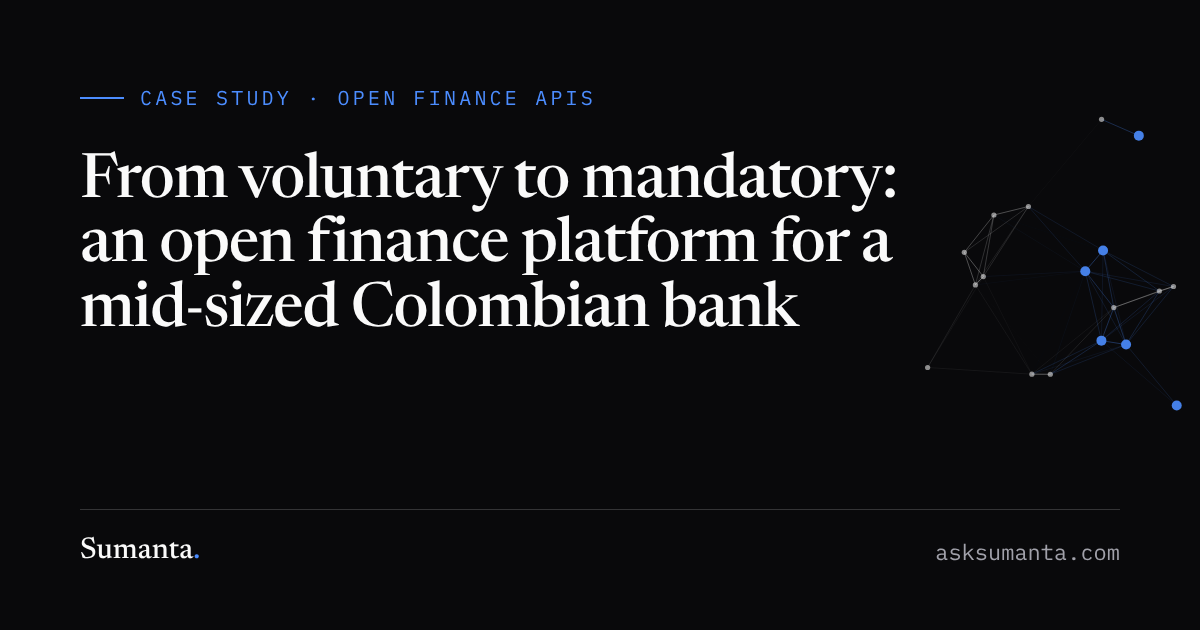 CASE STUDY · OPEN FINANCE APIS
From voluntary to mandatory:
an open finance platform for a
mid-sized Colombian bank
Sumanta.
asksumanta.com